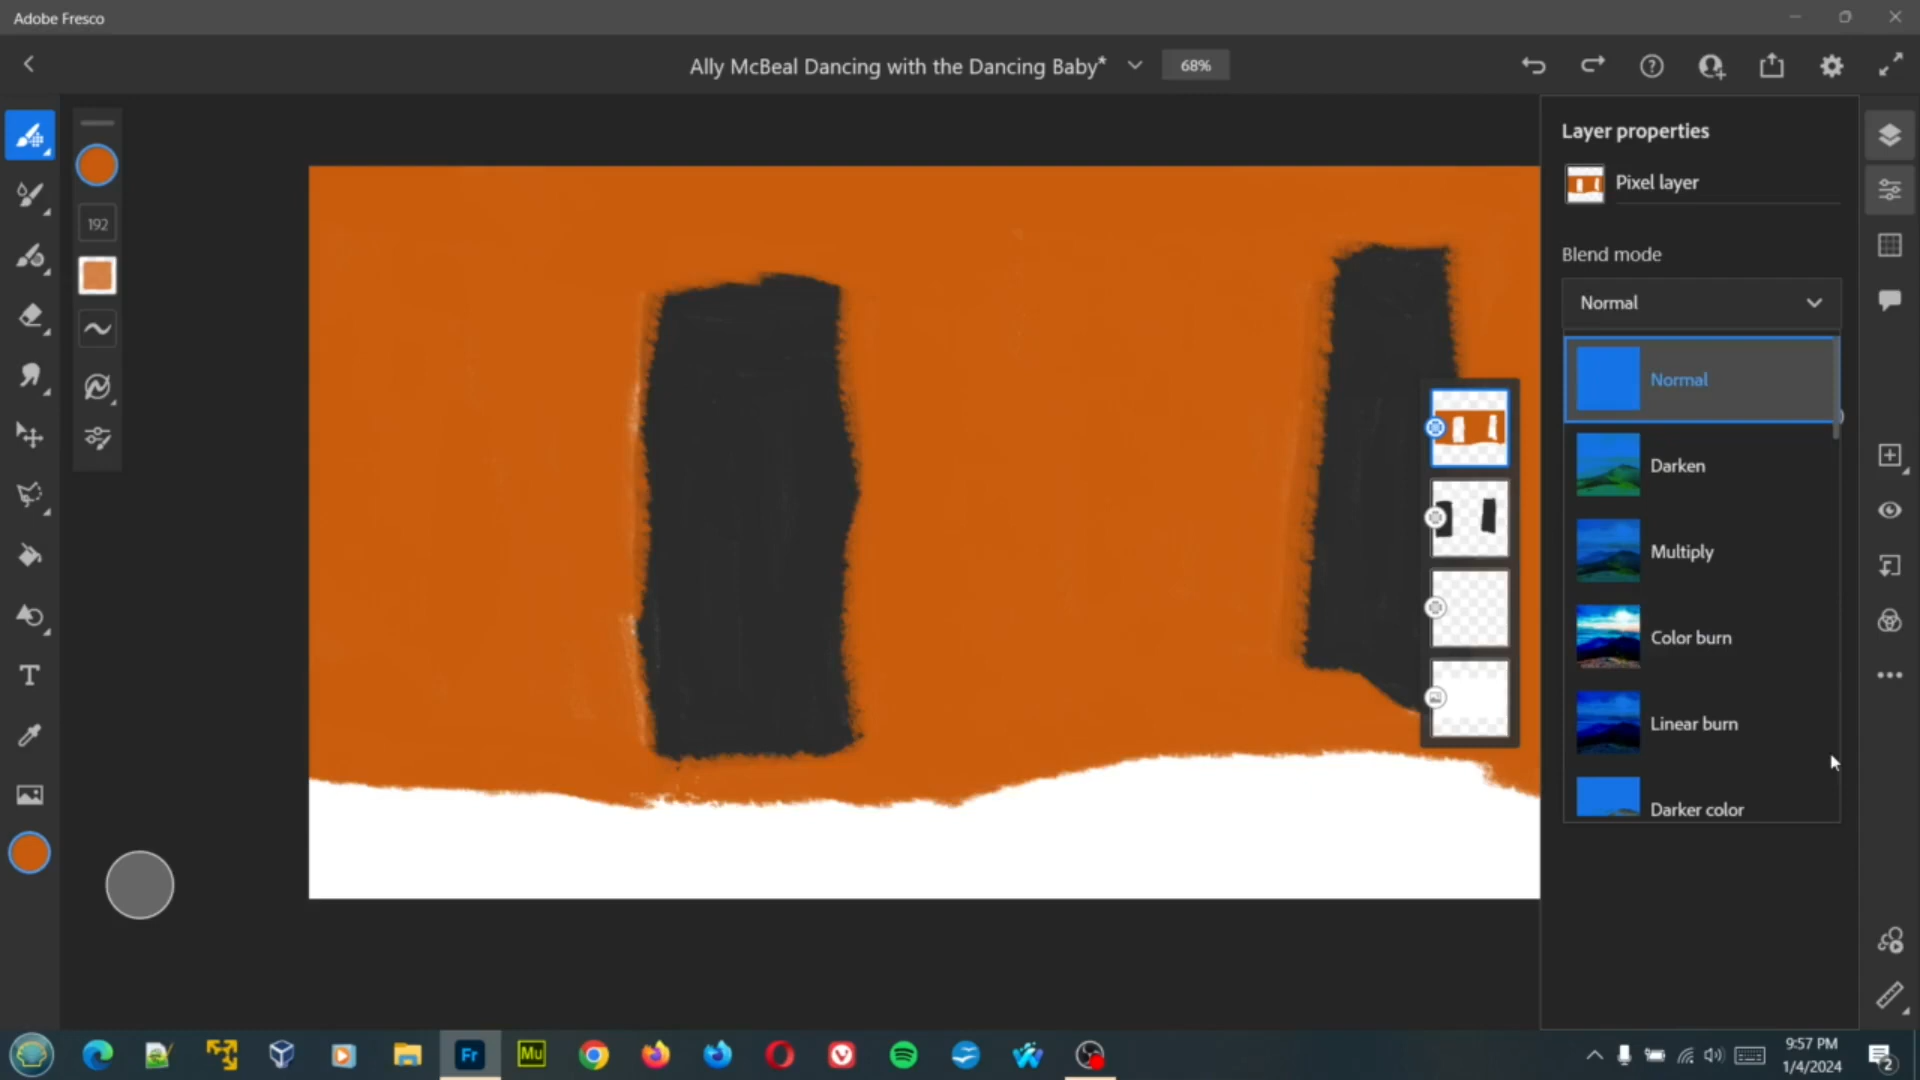 Adobe Fresco
Ally McBeal Dancing with the Dancing Baby*
68%
Layer properties
Pixel layer
192
Blend mode
Normal
Normal
Darken
Multiply
Color burn
Linear burn
Darker color
T
Fr
Mu
9:57 PM
1/4/2024
2